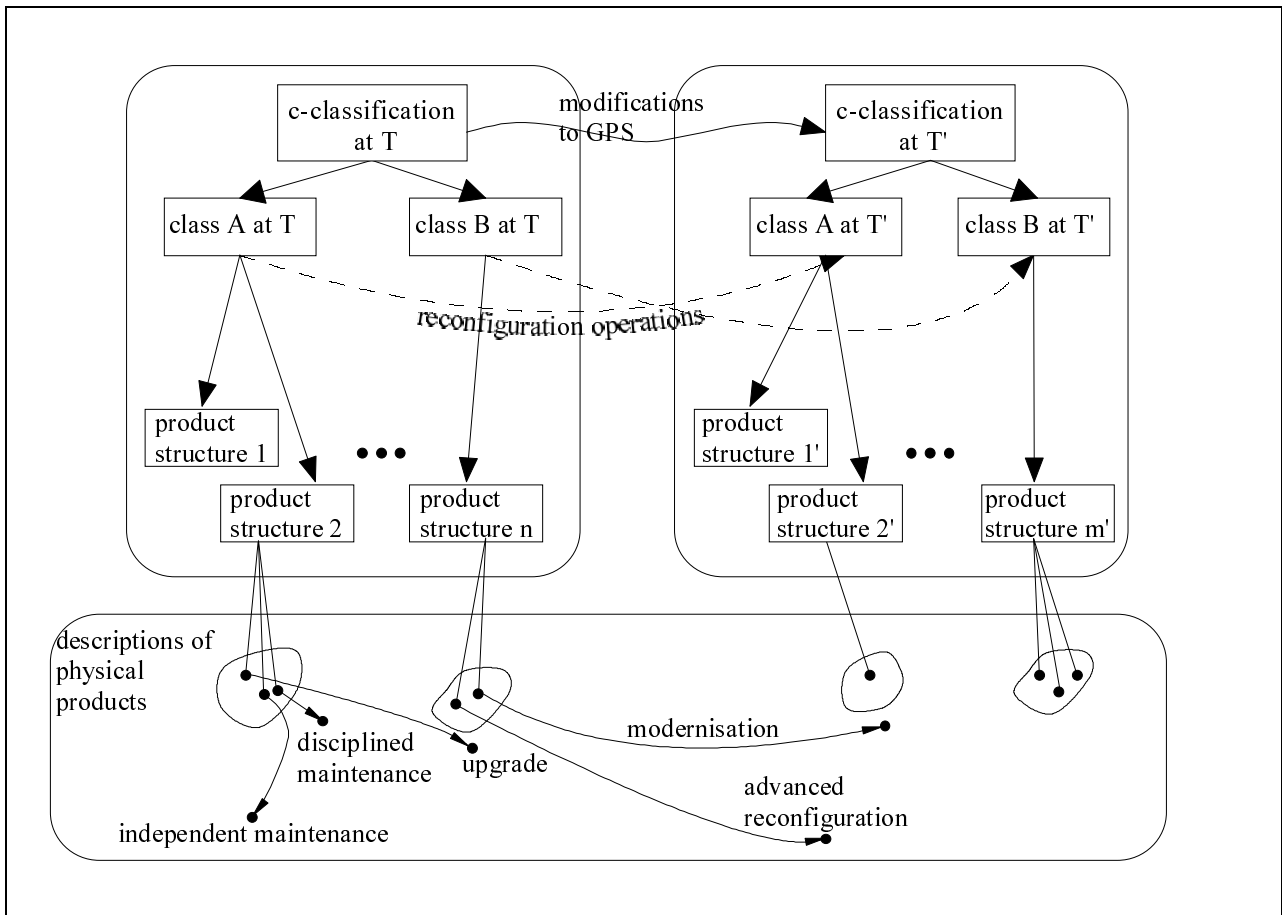 c-classification
at T
modifications
to GPS
c-classification
at T'
class A at T
class B at T
class A at T'
class B at T'
reconfiguration operations
product
structure 1
• • •
product
structure 2
product
structure n
product
structure 1'
• • •
product
structure 2'
product
structure m'
descriptions of
physical
products
disciplined
maintenance
upgrade
modernisation
advanced
reconfiguration
independent maintenance